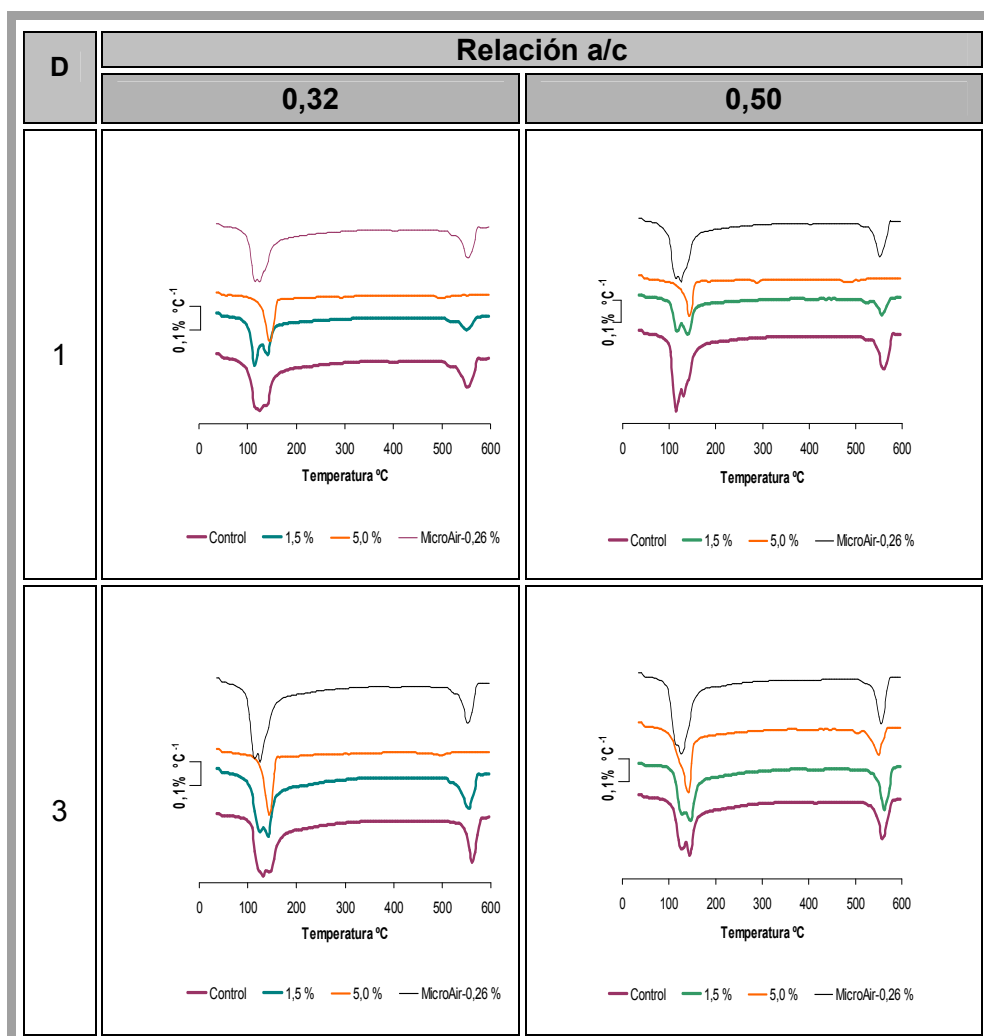 D
Relación a/c
0,32
0,50
1
0,1% °C⁻¹
0 100 200 300 400 500 600
Temperatura ºC
Control 1,5 % 5,0 % MicroAir-0,26 %
0,1% °C⁻¹
0 100 200 300 400 500 600
Temperatura ºC
Control 1,5 % 5,0 % MicroAir-0,26 %
3
0,1% °C⁻¹
0 100 200 300 400 500 600
Temperatura ºC
Control 1,5 % 5,0 % MicroAir-0,26 %
0,1% °C⁻¹
0 100 200 300 400 500 600
Temperatura ºC
Control 1,5 % 5,0 % MicroAir-0,26 %